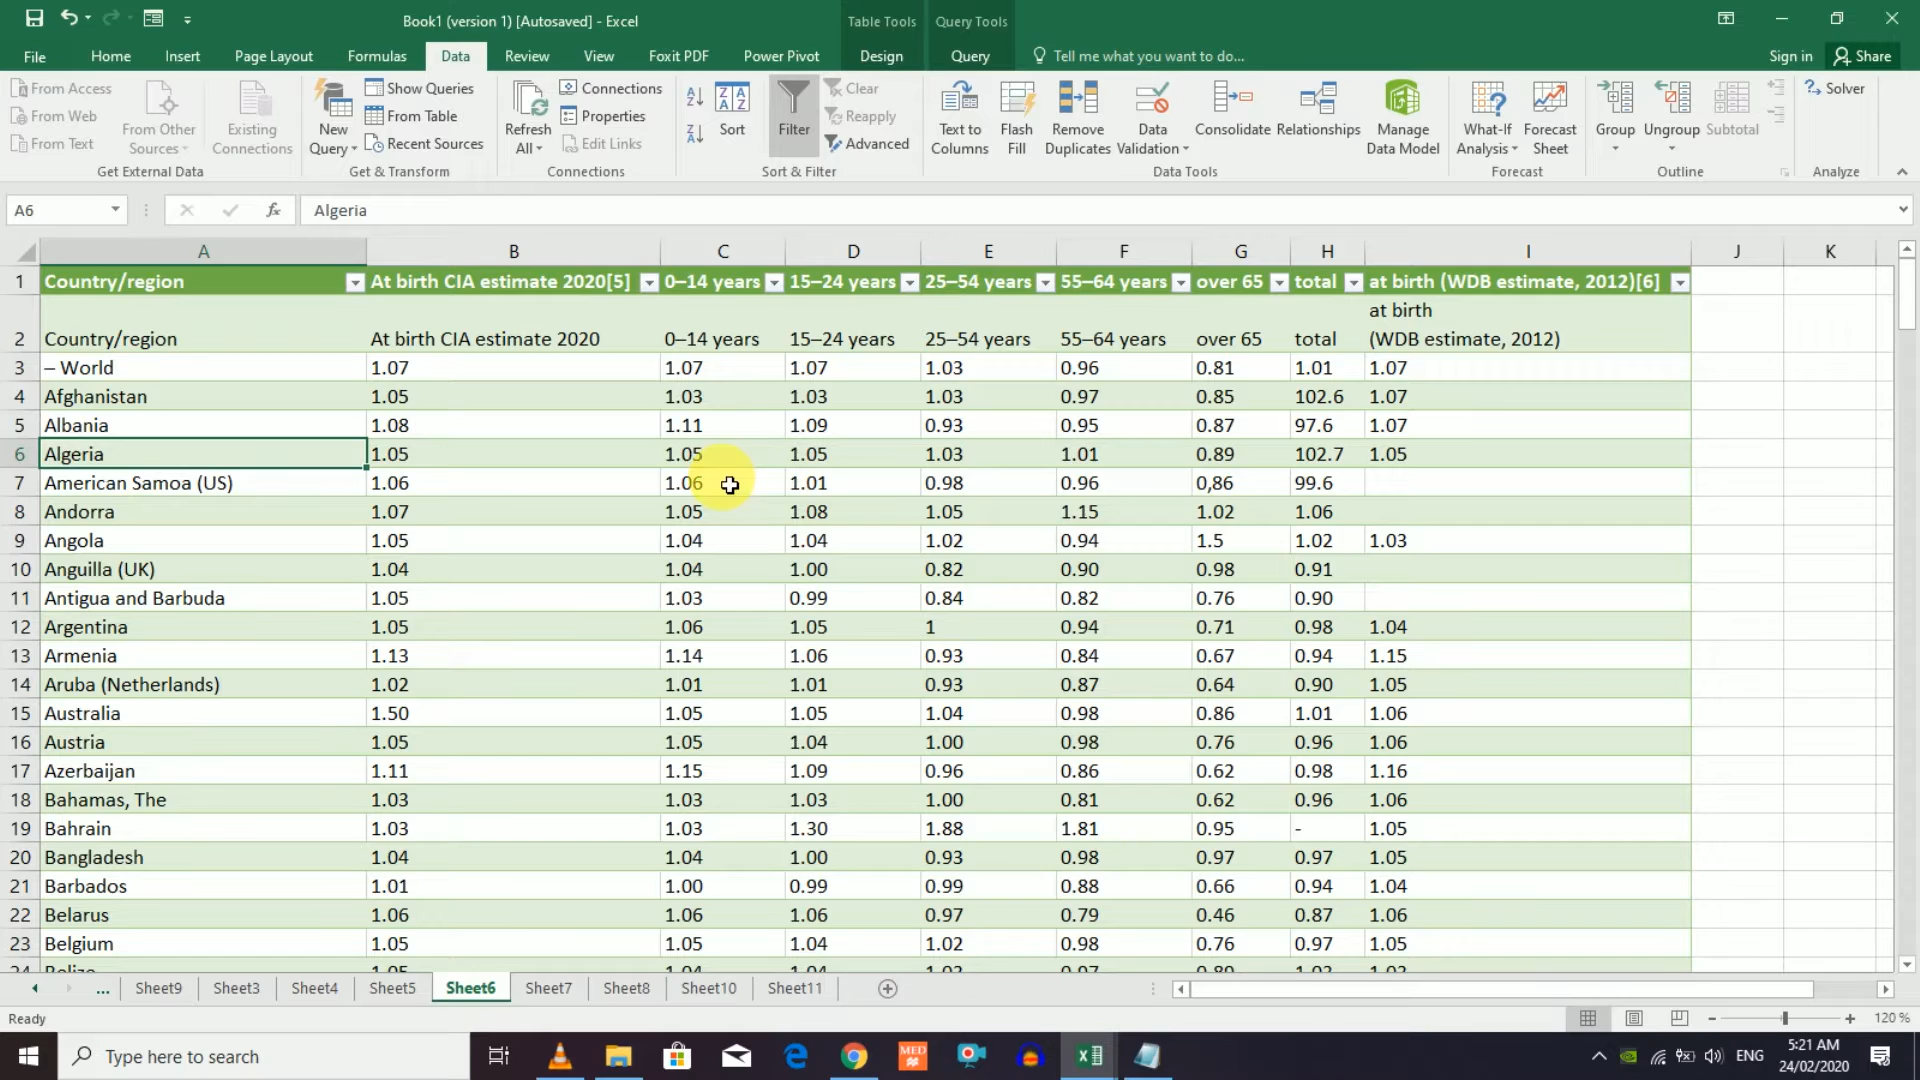 Book1 (version 1) [Autosaved] - Excel
Table Tools
Query Tools
File Home Insert Page Layout Formulas Data Review View Foxit PDF Power Pivot Design Query Tell me what you want to do... Sign in Share
From Access
From Web
From Text
From Other Sources
Existing Connections
Get External Data
New Query
Show Queries
From Table
Recent Sources
Get & Transform
Refresh All
Connections
Properties
Edit Links
Connections
Sort
Filter
Clear
Reapply
Advanced
Sort & Filter
Text to Columns
Flash Fill
Remove Duplicates
Data Validation
Consolidate
Relationships
Manage Data Model
Data Tools
What-If Analysis
Forecast Sheet
Forecast
Group
Ungroup
Subtotal
Outline
Solver
Analyze
A6 fx Algeria
A B C D E F G H I J K
1 Country/region At birth CIA estimate 2020[5] 0–14 years 15–24 years 25–54 years 55–64 years over 65 total at birth (WDB estimate, 2012)[6]
at birth
2 Country/region At birth CIA estimate 2020 0–14 years 15–24 years 25–54 years 55–64 years over 65 total (WDB estimate, 2012)
3 – World 1.07 1.07 1.07 1.03 0.96 0.81 1.01 1.07
4 Afghanistan 1.05 1.03 1.03 1.03 0.97 0.85 102.6 1.07
5 Albania 1.08 1.11 1.09 0.93 0.95 0.87 97.6 1.07
6 Algeria 1.05 1.05 1.05 1.03 1.01 0.89 102.7 1.05
7 American Samoa (US) 1.06 1.06 1.01 0.98 0.96 0,86 99.6
8 Andorra 1.07 1.05 1.08 1.05 1.15 1.02 1.06
9 Angola 1.05 1.04 1.04 1.02 0.94 1.5 1.02 1.03
10 Anguilla (UK) 1.04 1.04 1.00 0.82 0.90 0.98 0.91
11 Antigua and Barbuda 1.05 1.03 0.99 0.84 0.82 0.76 0.90
12 Argentina 1.05 1.06 1.05 1 0.94 0.71 0.98 1.04
13 Armenia 1.13 1.14 1.06 0.93 0.84 0.67 0.94 1.15
14 Aruba (Netherlands) 1.02 1.01 1.01 0.93 0.87 0.64 0.90 1.05
15 Australia 1.50 1.05 1.05 1.04 0.98 0.86 1.01 1.06
16 Austria 1.05 1.05 1.04 1.00 0.98 0.76 0.96 1.06
17 Azerbaijan 1.11 1.15 1.09 0.96 0.86 0.62 0.98 1.16
18 Bahamas, The 1.03 1.03 1.03 1.00 0.81 0.62 0.96 1.06
19 Bahrain 1.03 1.03 1.30 1.88 1.81 0.95 - 1.05
20 Bangladesh 1.04 1.04 1.00 0.93 0.98 0.97 0.97 1.05
21 Barbados 1.01 1.00 0.99 0.99 0.88 0.66 0.94 1.04
22 Belarus 1.06 1.06 1.06 0.97 0.79 0.46 0.87 1.06
23 Belgium 1.05 1.05 1.04 1.02 0.98 0.76 0.97 1.05
24 Belize
... Sheet9 Sheet3 Sheet4 Sheet5 Sheet6 Sheet7 Sheet8 Sheet10 Sheet11
Ready 120 %
Type here to search MED ENG 5:21 AM
24/02/2020